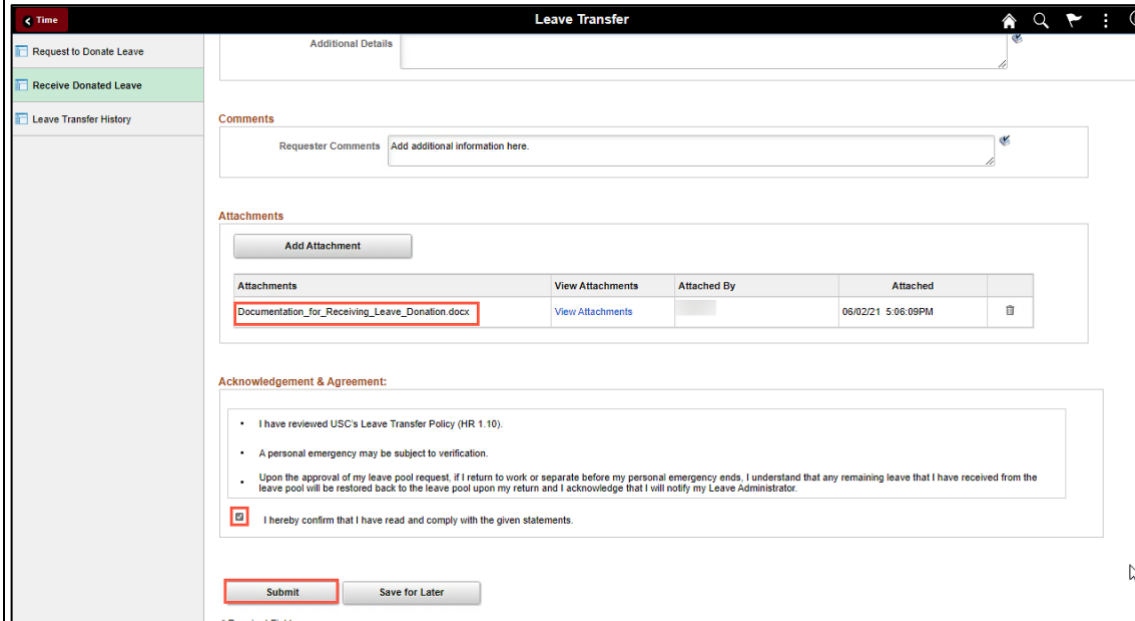 Time
Leave Transfer
Request to Donate Leave
Receive Donated Leave
Leave Transfer History
Additional Details
Comments
Requester Comments Add additional information here.
Attachments
Add Attachment
Attachments View Attachments Attached By Attached
Documentation_for_Receiving_Leave_Donation.docx View Attachments 06/02/21 5:06:09PM
Acknowledgement & Agreement:
• I have reviewed USC's Leave Transfer Policy (HR 1.10).
• A personal emergency may be subject to verification.
• Upon the approval of my leave pool request, if I return to work or separate before my personal emergency ends, I understand that any remaining leave that I have received from the
leave pool will be restored back to the leave pool upon my return and I acknowledge that I will notify my Leave Administrator.
I hereby confirm that I have read and comply with the given statements.
Submit Save for Later